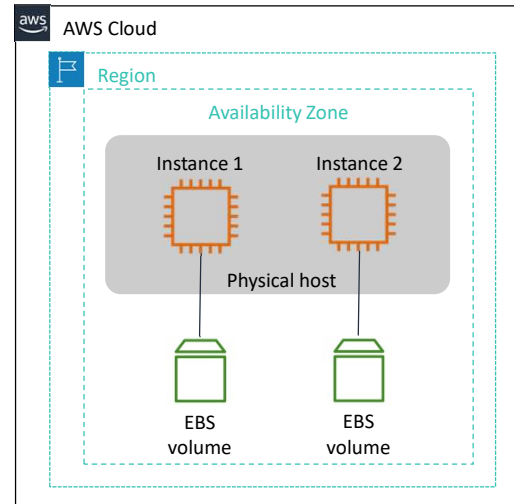 aws
AWS Cloud
Region
Availability Zone
Instance 1
Instance 2
Physical host
EBS
volume
EBS
volume